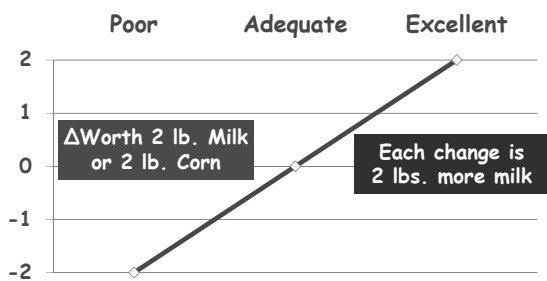 Poor Adequate Excellent
2
1
ΔWorth 2 lb. Milk
or 2 lb. Corn
Each change is
2 lbs. more milk
0
-1
-2